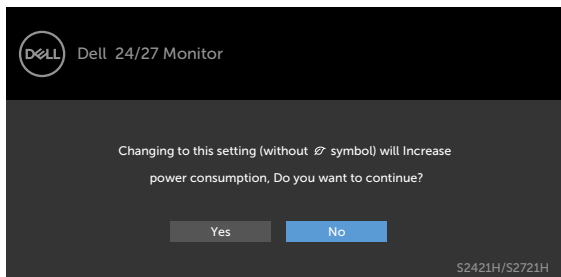 DELL Dell 24/27 Monitor
Changing to this setting (without symbol) will Increase
power consumption, Do you want to continue?
Yes No
S2421H/S2721H